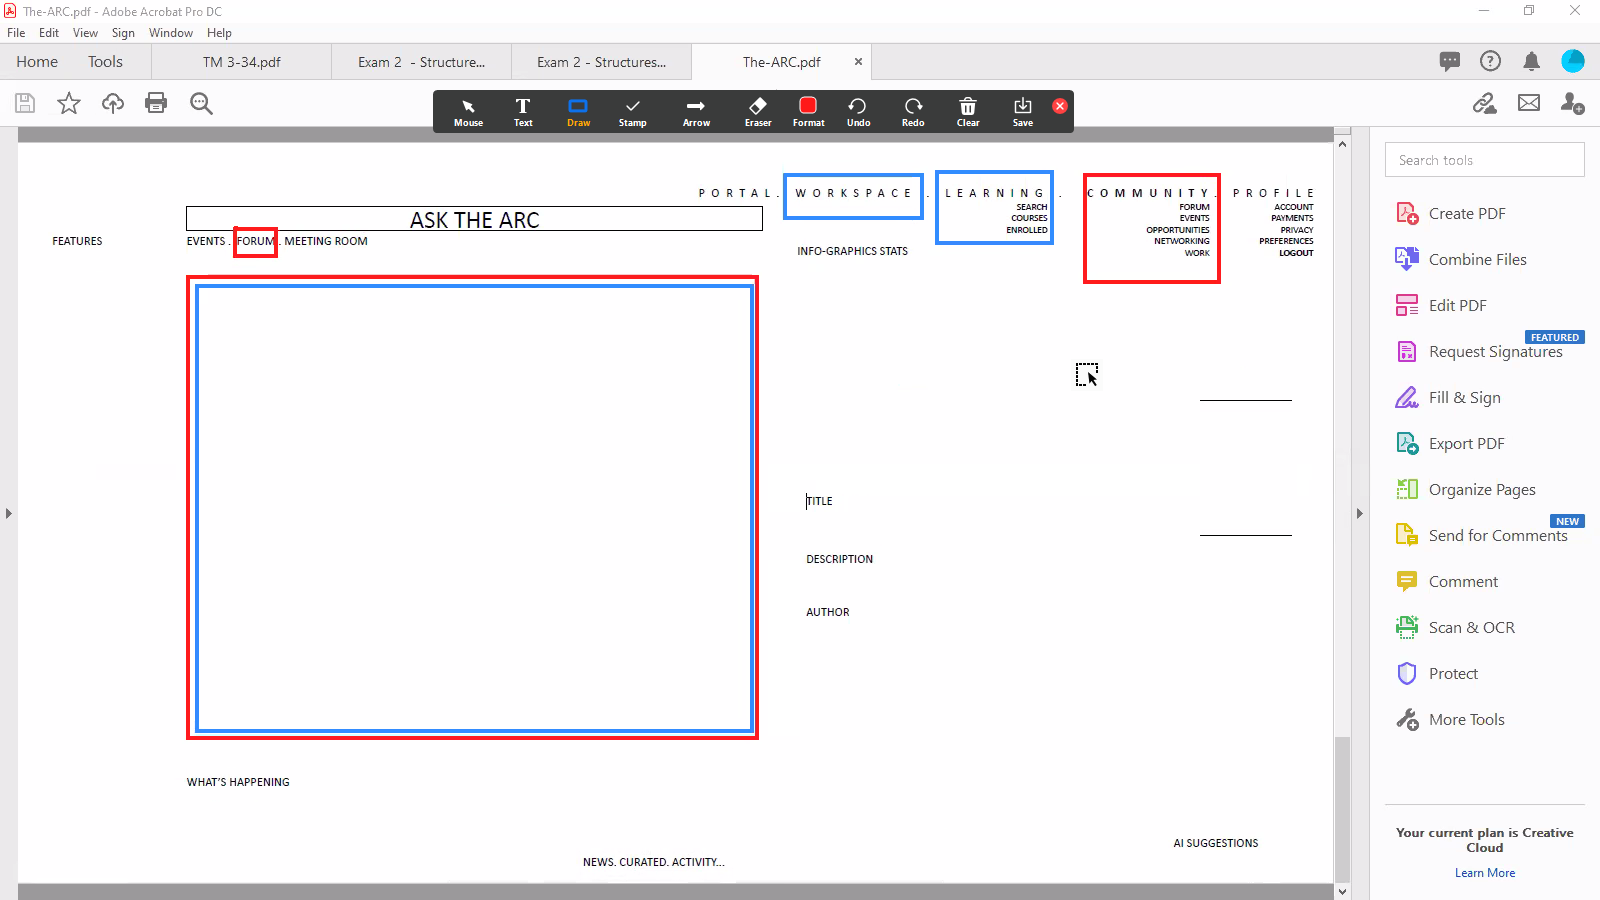 The-ARC.pdf - Adobe Acrobat Pro DC
File Edit View Sign Window Help
Home Tools TM 3-34.pdf Exam 2 - Structure... Exam 2 - Structures... The-ARC.pdf
Mouse Text Draw Stamp Arrow Eraser Format Undo Redo Clear Save
PORTAL. WORKSPACE . LEARNING . COMMUNITY. PROFILE
SEARCH
COURSES
ENROLLED
FORUM
EVENTS
OPPORTUNITIES
NETWORKING
WORK
ACCOUNT
PAYMENTS
PRIVACY
PREFERENCES
LOGOUT
ASK THE ARC
FEATURES
EVENTS . FORUM . MEETING ROOM
INFO-GRAPHICS STATS
TITLE
DESCRIPTION
AUTHOR
WHAT'S HAPPENING
AI SUGGESTIONS
NEWS. CURATED. ACTIVITY...
Search tools
Create PDF
Combine Files
Edit PDF
FEATURED
Request Signatures
Fill & Sign
Export PDF
Organize Pages
NEW
Send for Comments
Comment
Scan & OCR
Protect
More Tools
Your current plan is Creative
Cloud
Learn More